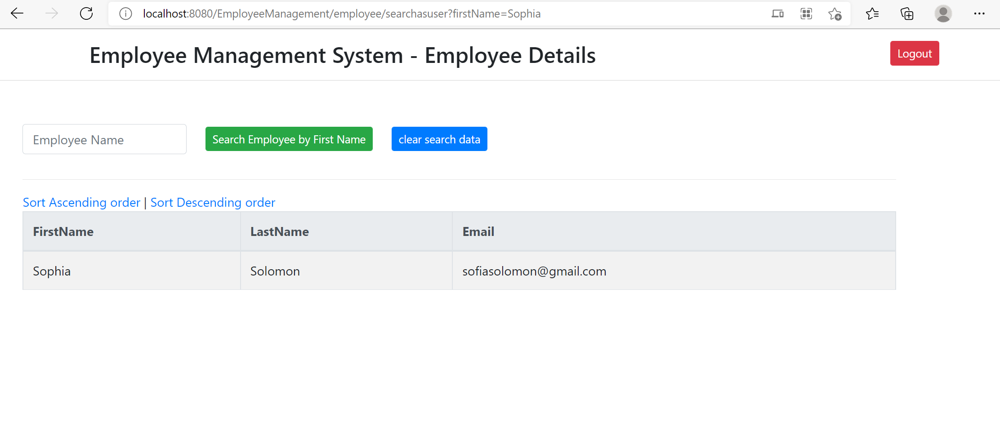 localhost:8080/EmployeeManagement/employee/searchasuser?firstName=Sophia
Employee Management System - Employee Details
Logout
Employee Name
Search Employee by First Name
clear search data
Sort Ascending order | Sort Descending order
FirstName LastName Email
Sophia Solomon sofiasolomon@gmail.com